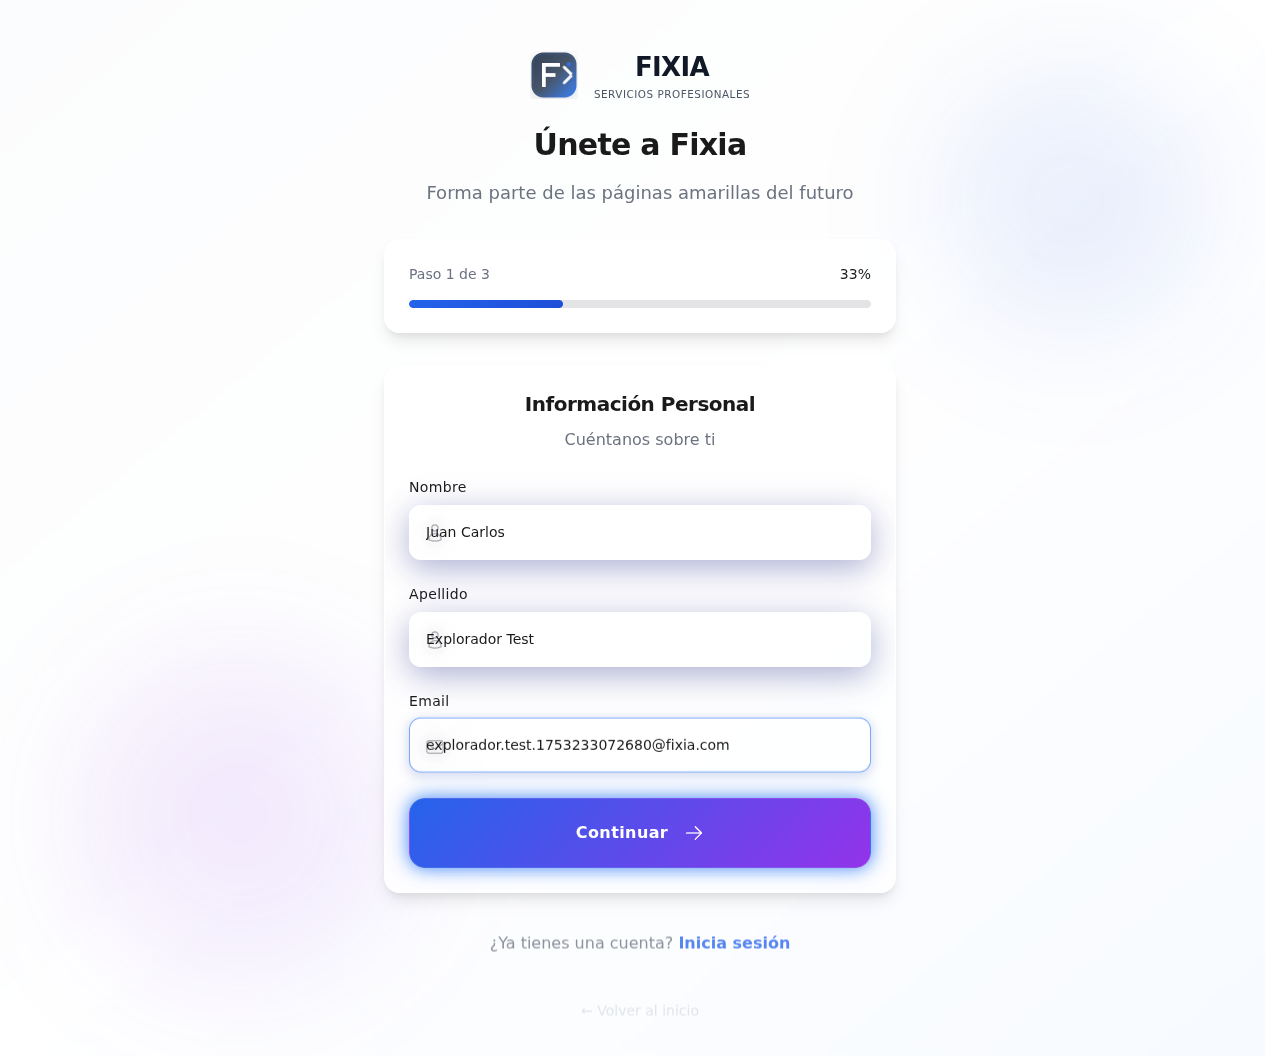 FIXIA
SERVICIOS PROFESIONALES
Únete a Fixia
Forma parte de las páginas amarillas del futuro
Paso 1 de 3 33%
Información Personal
Cuéntanos sobre ti
Nombre
Juan Carlos
Apellido
Explorador Test
Email
explorador.test.1753233072680@fixia.com
Continuar →
¿Ya tienes una cuenta? Inicia sesión
← Volver al inicio